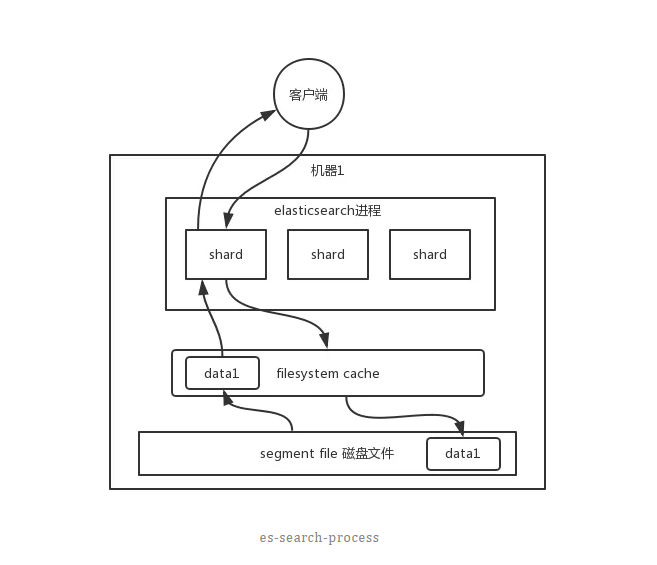 客户端
机器1
elasticsearch进程
shard
shard
shard
data1
filesystem cache
segment file 磁盘文件
data1
es-search-process